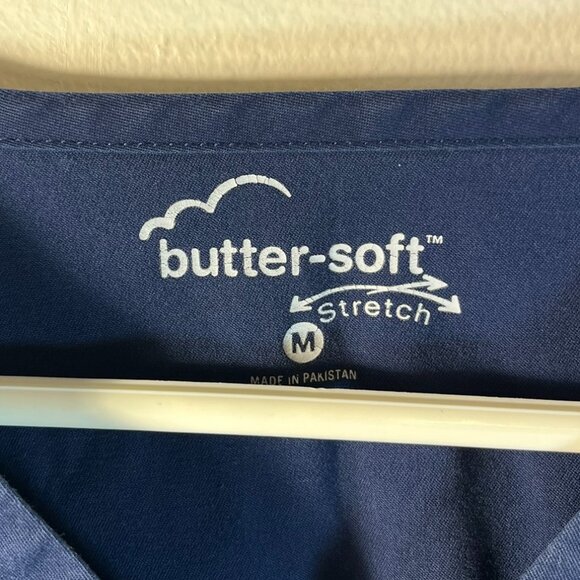 butter-soft™
Stretch
M
MADE IN PAKISTAN